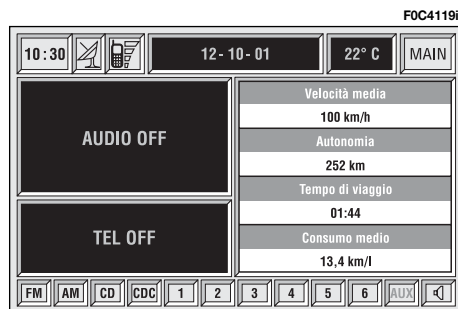 F0C4119i
10:30 12-10-01 22° C MAIN
AUDIO OFF
TEL OFF
Velocità media
100 km/h
Autonomia
252 km
Tempo di viaggio
01:44
Consumo medio
13,4 km/l
FM AM CD CDC 1 2 3 4 5 6 AUX